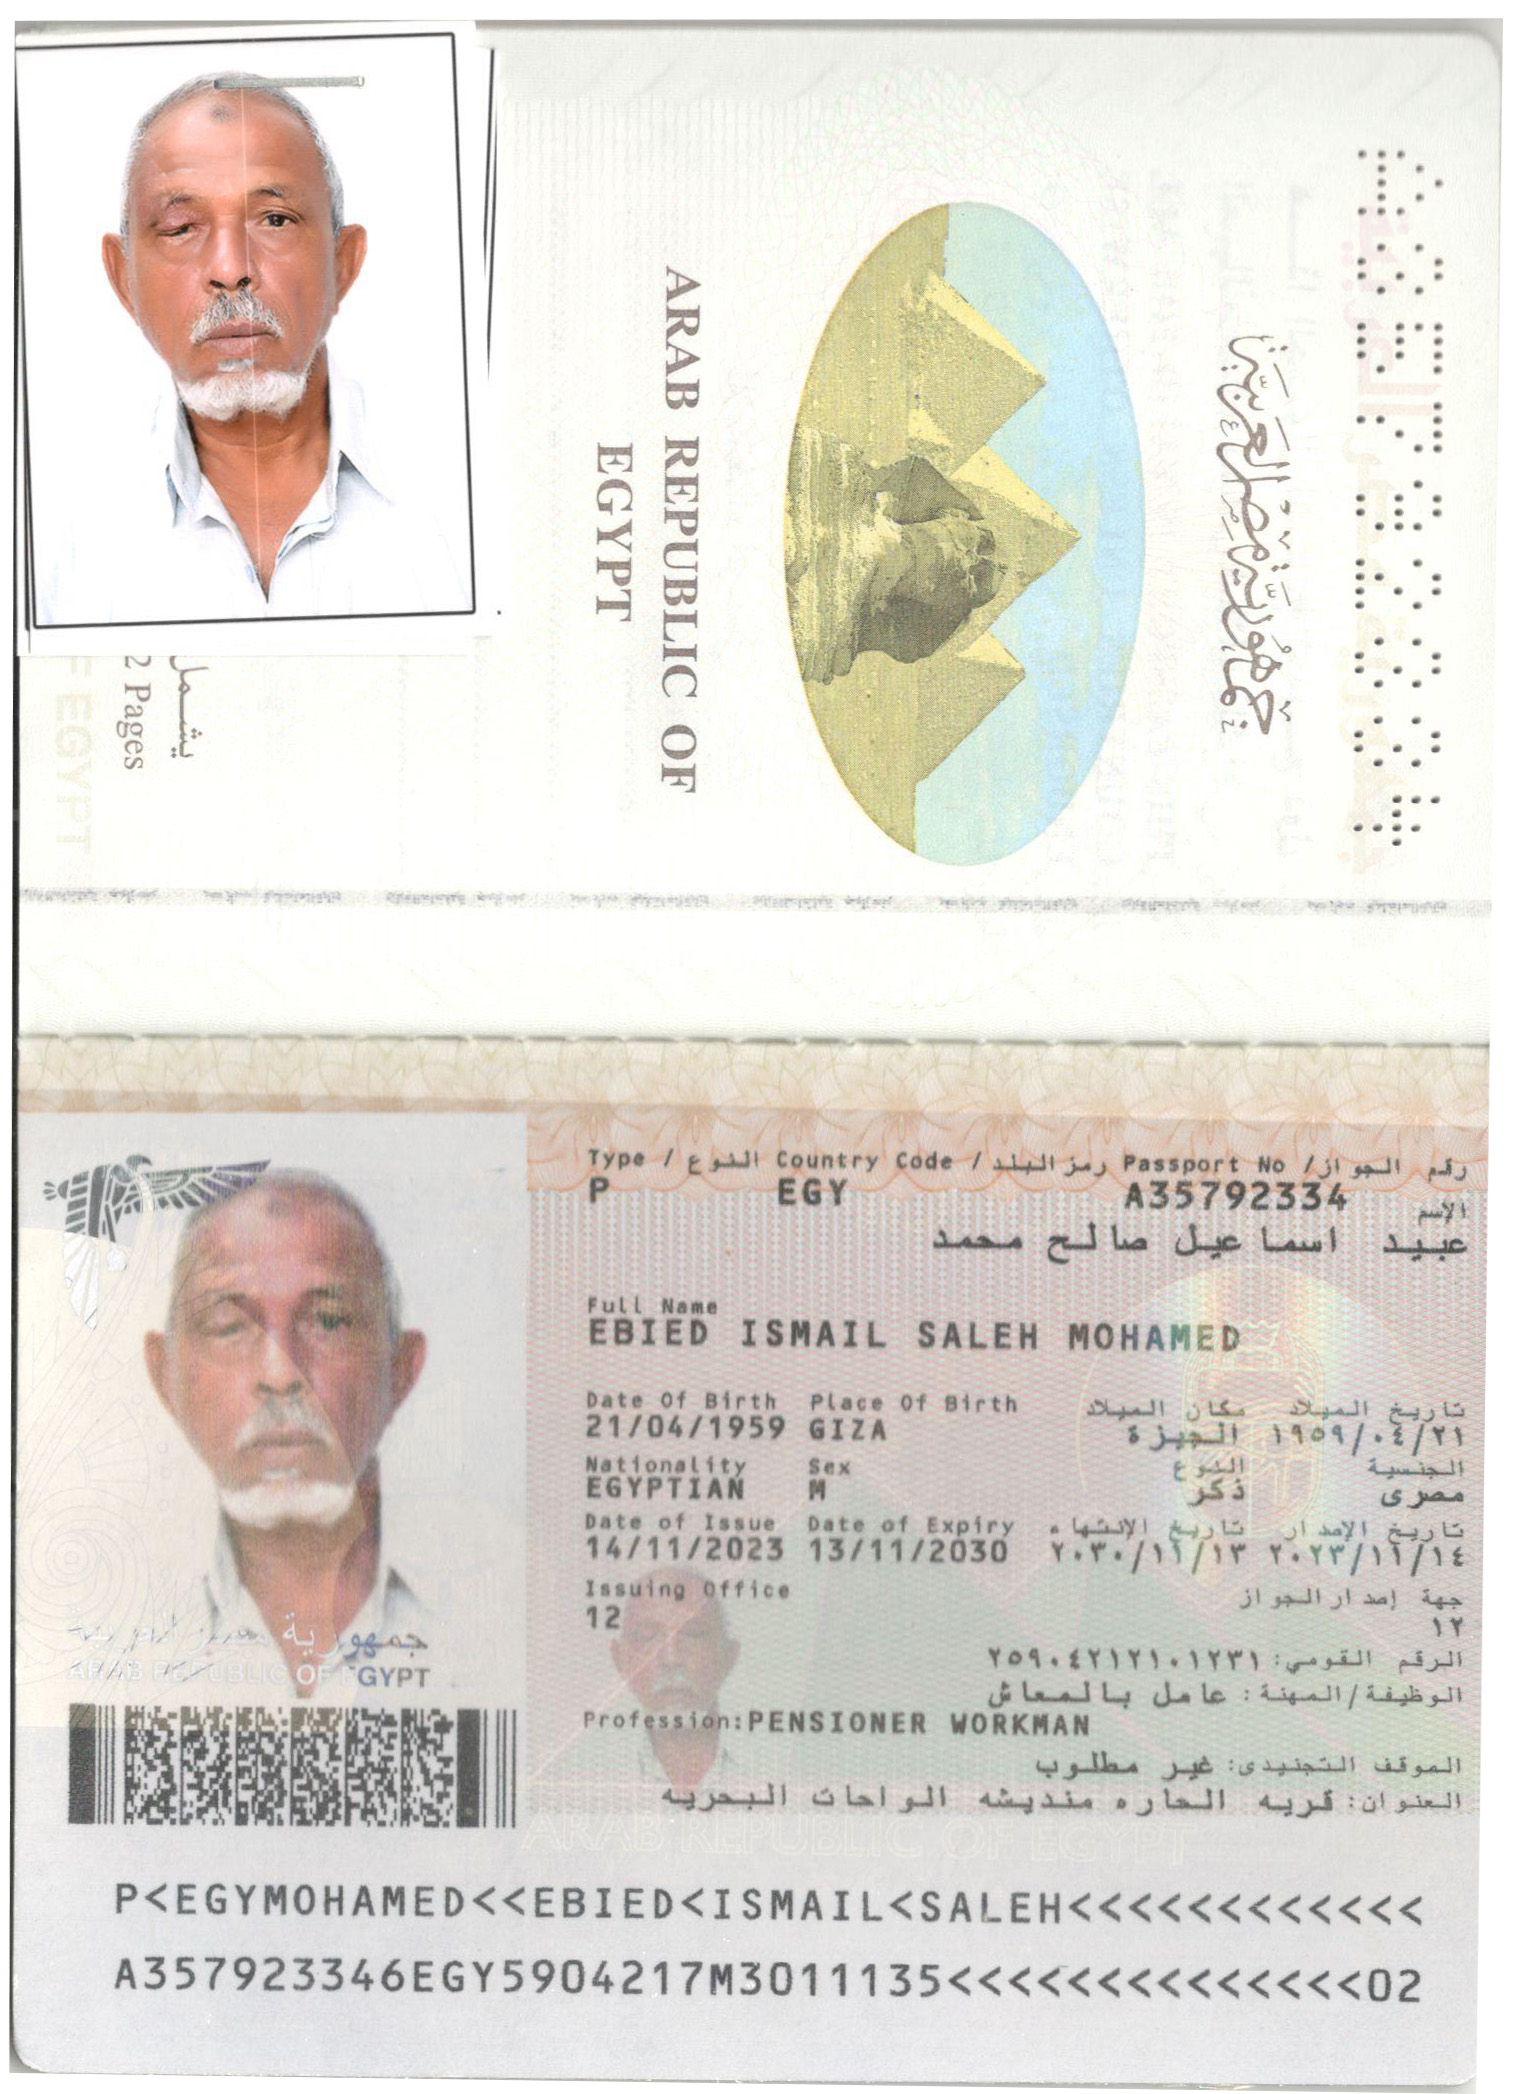 جمهورية مصر العربية
ARAB REPUBLIC OF
EGYPT
يشمل
2 Pages
F EGYPT
A35792334
Type / النوع Country Code / رمز البلد Passport No / رقم الجواز
P EGY A35792334
الإسم
عبيد اسماعيل صالح محمد
Full Name
EBIED ISMAIL SALEH MOHAMED
Date Of Birth Place Of Birth مكان الميلاد تاريخ الميلاد
21/04/1959 GIZA الجيزة ١٩٥٩/٠٤/٢١
Nationality Sex النوع الجنسية
EGYPTIAN M ذكر مصرى
Date of Issue Date of Expiry تاريخ الإنتهاء تاريخ الإصدار
14/11/2023 13/11/2030 ٢٠٣٠/١١/١٣ ٢٠٢٣/١١/١٤
Issuing Office جهة إصدار الجواز
12 ١٢
الرقم القومي: ٢٥٩٠٤٢١٢١٠١٢٣١
الوظيفة/المهنة: عامل بالمعاش
Profession:PENSIONER WORKMAN
الموقف التجنيدى: غير مطلوب
العنوان: قريه الحاره منديشه الواحات البحريه
جمهورية مصر العربية
ARAB REPUBLIC OF EGYPT
ARAB REPUBLIC OF EGYPT
P<EGYMOHAMED<<EBIED<ISMAIL<SALEH<<<<<<<<<<<<
A357923346EGY5904217M3011135<<<<<<<<<<<<<<02